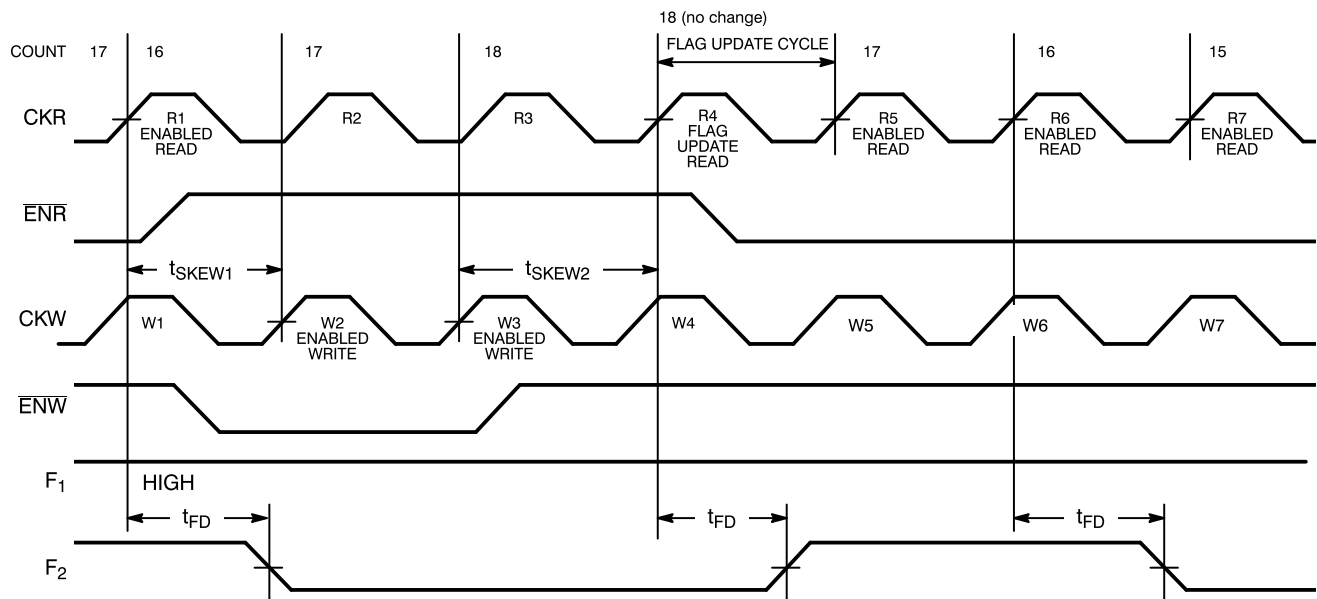 18 (no change)
COUNT 17 16 17 18 FLAG UPDATE CYCLE 17 16 15
CKR
R1
ENABLED
READ
R2
R3
R4
FLAG
UPDATE
READ
R5
ENABLED
READ
R6
ENABLED
READ
R7
ENABLED
READ
ENR
tSKEW1
tSKEW2
CKW
W1
W2
ENABLED
WRITE
W3
ENABLED
WRITE
W4
W5
W6
W7
ENW
F1
HIGH
tFD
tFD
tFD
F2